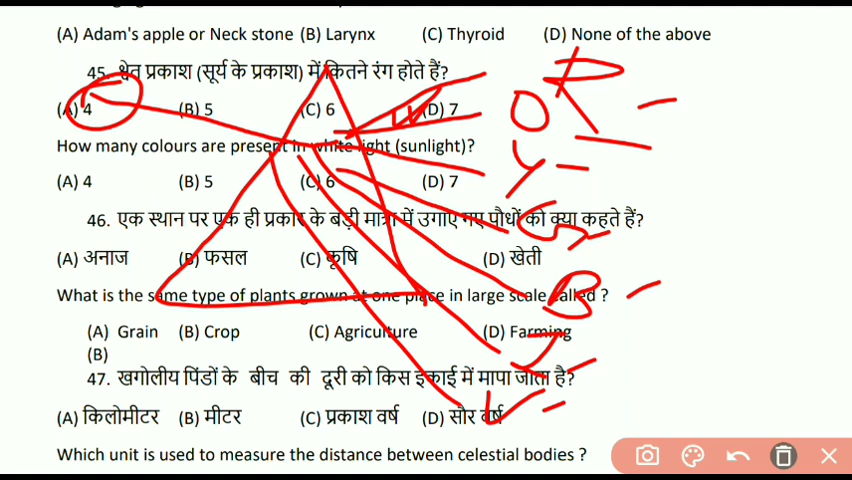 (A) Adam's apple or Neck stone (B) Larynx (C) Thyroid (D) None of the above
45. श्वेत प्रकाश (सूर्य के प्रकाश) में कितने रंग होते हैं?
(A) 4 (B) 5 (C) 6 (D) 7
R
O
How many colours are present in white light (sunlight)?
Y
(A) 4 (B) 5 (C) 6 (D) 7
46. एक स्थान पर एक ही प्रकार के बड़ी मात्रा में उगाए गए पौधों को क्या कहते हैं?
G
(A) अनाज (B) फसल (C) कृषि (D) खेती
What is the same type of plants grown at one place in large scale called ?
B
(A) Grain (B) Crop (C) Agriculture (D) Farming
(B)
I
47. खगोलीय पिंडों के बीच की दूरी को किस इकाई में मापा जाता है?
(A) किलोमीटर (B) मीटर (C) प्रकाश वर्ष (D) सौर वर्ष
V
Which unit is used to measure the distance between celestial bodies ?